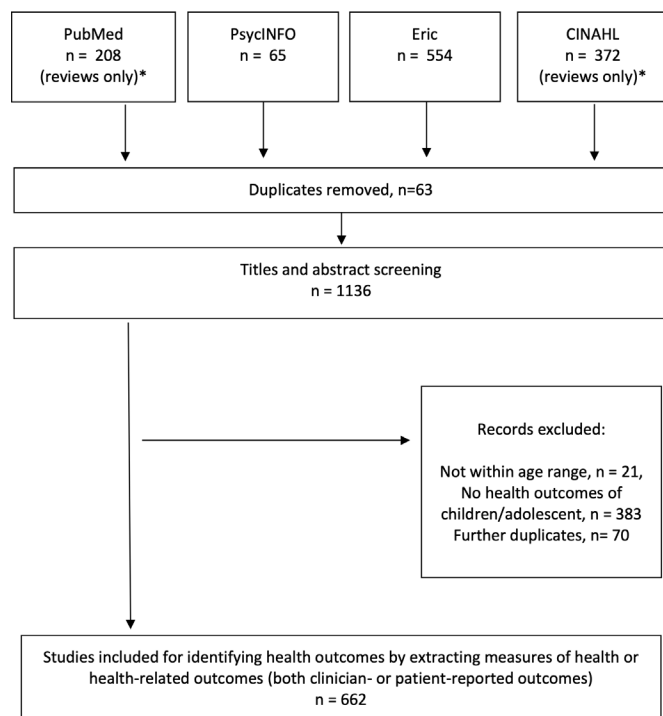 PubMed
n = 208
(reviews only)*
PsycINFO
n = 65
Eric
n = 554
CINAHL
n = 372
(reviews only)*
Duplicates removed, n=63
Titles and abstract screening
n = 1136
Records excluded:
Not within age range, n = 21,
No health outcomes of
children/adolescent, n = 383
Further duplicates, n= 70
Studies included for identifying health outcomes by extracting measures of health or
health-related outcomes (both clinician- or patient-reported outcomes)
n = 662